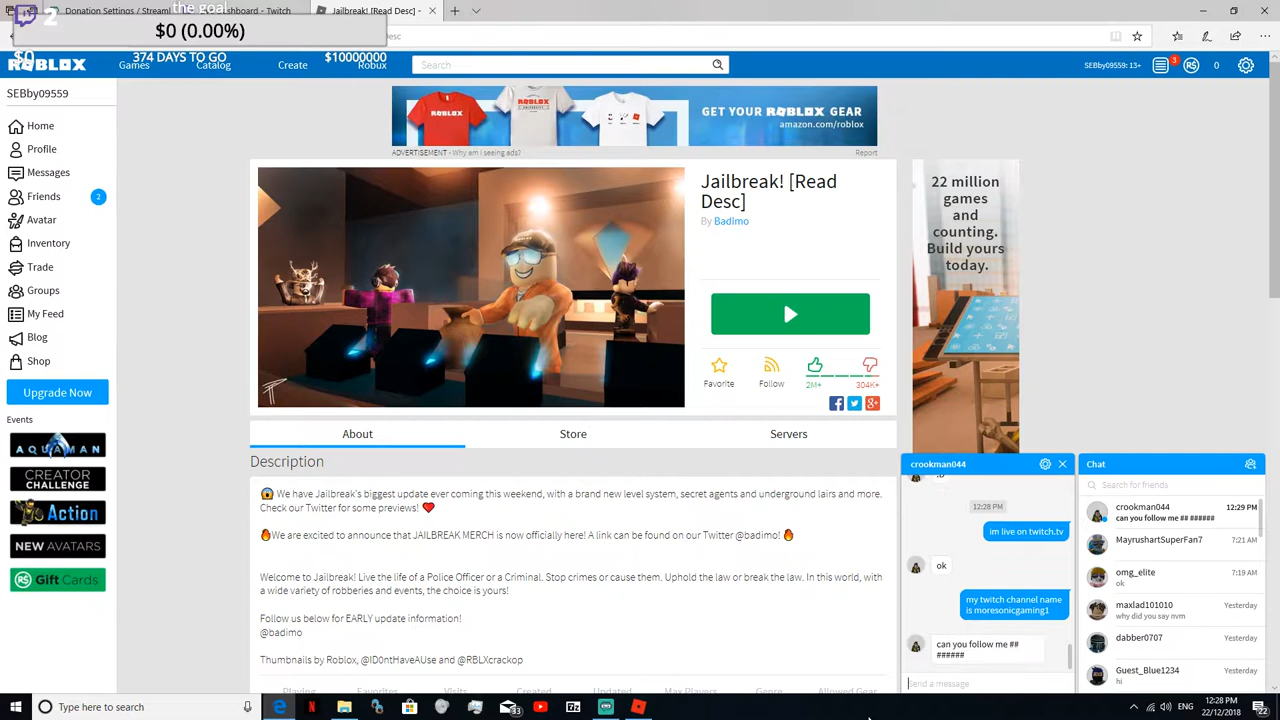 the goal
Donation Settings / Stream
shboard - Twitch
Jailbreak! [Read Desc] -
2
$0 (0.00%)
esc
$0
374 DAYS TO GO
$10000000
ROBLOX
Games
Catalog
Create
Robux
Search
SEBby09559: 13+
3
0
SEBby09559
GET YOUR ROBLOX GEAR
amazon.com/roblox
ADVERTISEMENT - Why am I seeing ads?
Report
Home
Profile
Messages
Friends
2
Avatar
Inventory
Trade
Groups
My Feed
Blog
Shop
Upgrade Now
Events
AQUAMAN
CREATOR
CHALLENGE
Action
NEW AVATARS
Gift Cards
Jailbreak! [Read
Desc]
By Badimo
Favorite
Follow
2M+
304K+
22 million
games
and
counting.
Build yours
today.
About
Store
Servers
Description
😱 We have Jailbreak's biggest update ever coming this weekend, with a brand new level system, secret agents and underground lairs and more.
Check our Twitter for some previews! ❤
🔥We are excited to announce that JAILBREAK MERCH is now officially here! A link can be found on our Twitter @badimo! 🔥
Welcome to Jailbreak! Live the life of a Police Officer or a Criminal. Stop crimes or cause them. Uphold the law or break the law. In this world, with
a wide variety of robberies and events, the choice is yours!
Follow us below for EARLY update information!
@badimo
Thumbnails by Roblox, @ID0ntHaveAUse and @RBLXcrackop
Playing
Favorites
Visits
Created
Updated
Max Players
Genre
Allowed Gear
crookman044
12:28 PM
im live on twitch.tv
ok
my twitch channel name
is moresonicgaming1
can you follow me ##
######
Send a message
Chat
Search for friends
crookman044
12:29 PM
can you follow me ## ######
MayrushartSuperFan7
7:21 AM
omg_elite
7:19 AM
ok
maxlad101010
Yesterday
why did you say nvm
dabber0707
Yesterday
Guest_Blue1234
Yesterday
hi
Type here to search
33
ENG
12:28 PM
22/12/2018
22